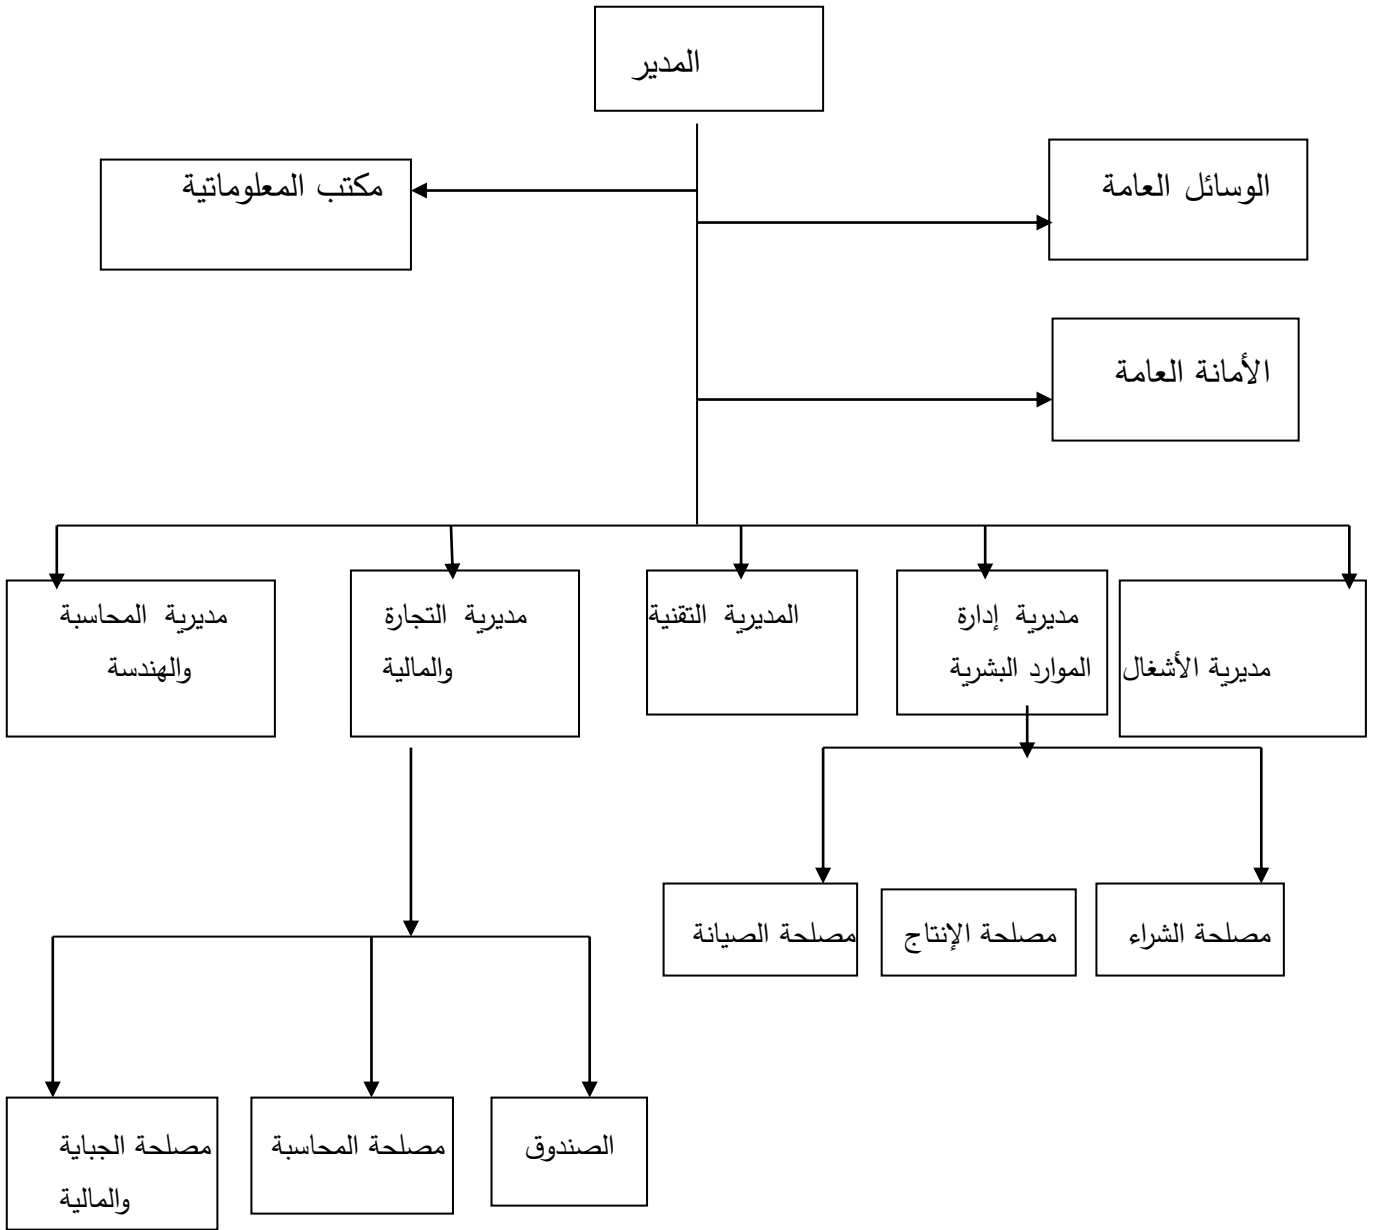 المدير
الوسائل العامة
مكتب المعلوماتية
الأمانة العامة
مديرية الأشغال
مديرية إدارة
الموارد البشرية
المديرية التقنية
مديرية التجارة
والمالية
مديرية المحاسبة
والهندسة
مصلحة الشراء
مصلحة الإنتاج
مصلحة الصيانة
الصندوق
مصلحة المحاسبة
مصلحة الجباية
والمالية